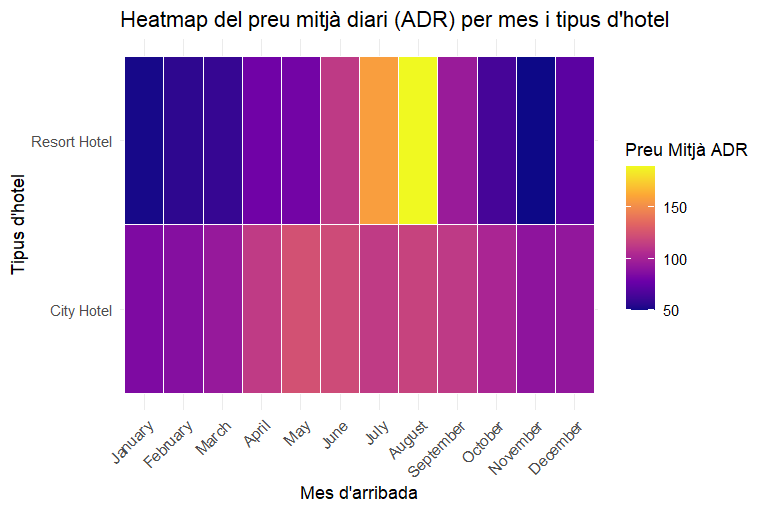 Heatmap del preu mitjà diari (ADR) per mes i tipus d'hotel
Tipus d'hotel
Resort Hotel
City Hotel
January
February
March
April
May
June
July
August
September
October
November
December
Mes d'arribada
Preu Mitjà ADR
150
100
50